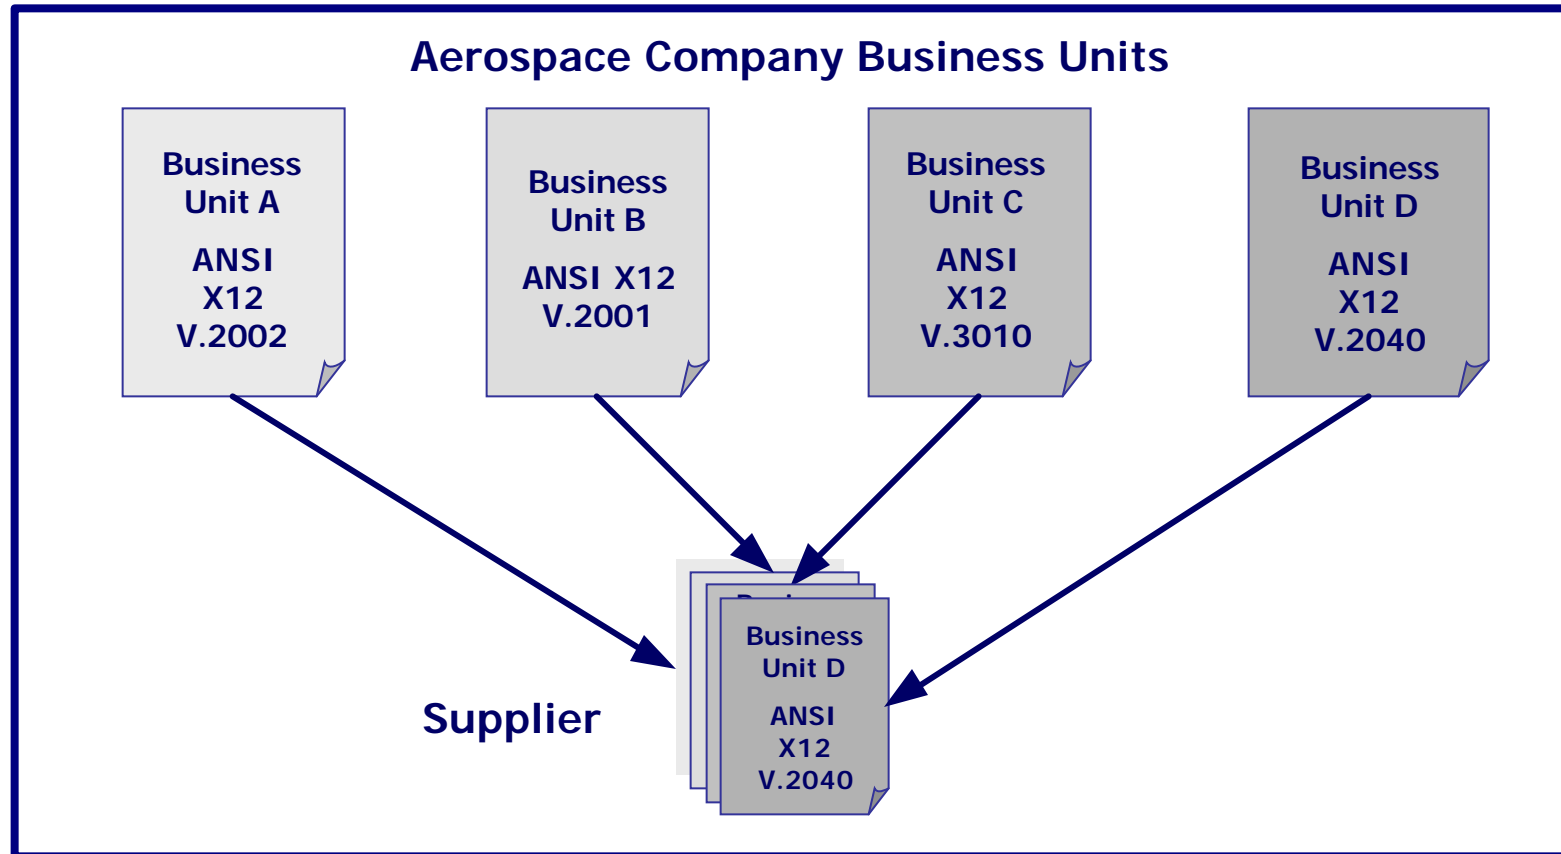 Aerospace Company Business Units
Business
Unit A
ANSI
X12
V.2002
Business
Unit B
ANSI X12
V.2001
Business
Unit C
ANSI
X12
V.3010
Business
Unit D
ANSI
X12
V.2040
Supplier
Business
Unit D
ANSI
X12
V.2040